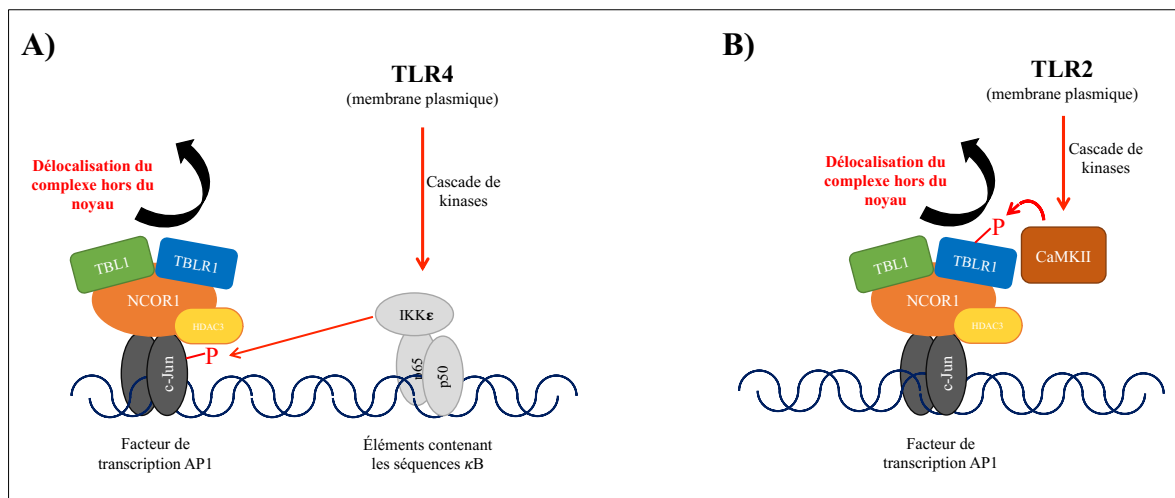 A)
TLR4
(membrane plasmique)
Délocalisation du
complexe hors du
noyau
Cascade de
kinases
TBL1
TBLR1
NCOR1
HDAC3
IKKε
P
c-Jun
p65
p50
Facteur de
transcription AP1
Éléments contenant
les séquences κB
B)
TLR2
(membrane plasmique)
Délocalisation du
complexe hors du
noyau
Cascade de
kinases
P
TBL1
TBLR1
CaMKII
NCOR1
HDAC3
c-Jun
Facteur de
transcription AP1